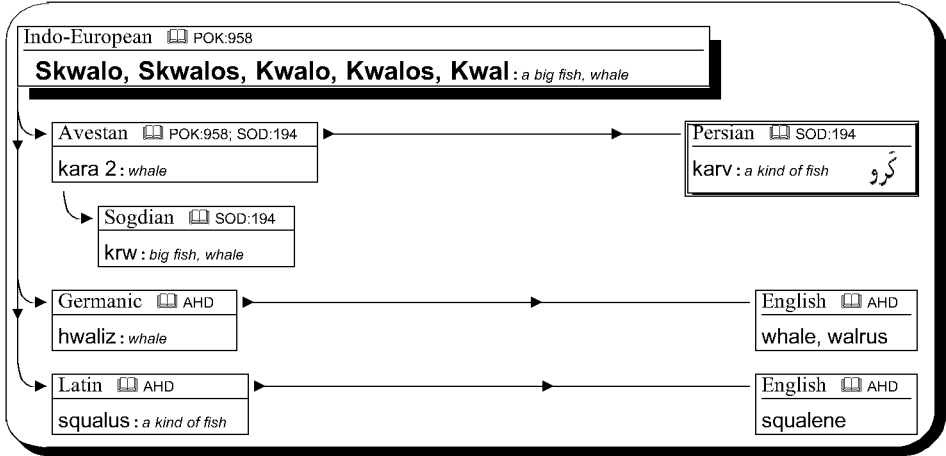 Indo-European POK:958
Skwalo, Skwalos, Kwalo, Kwalos, Kwal : a big fish, whale
Avestan POK:958; SOD:194
kara 2 : whale
Persian SOD:194
karv : a kind of fish کَرو
Sogdian SOD:194
krw : big fish, whale
Germanic AHD
hwaliz : whale
English AHD
whale, walrus
Latin AHD
squalus : a kind of fish
English AHD
squalene